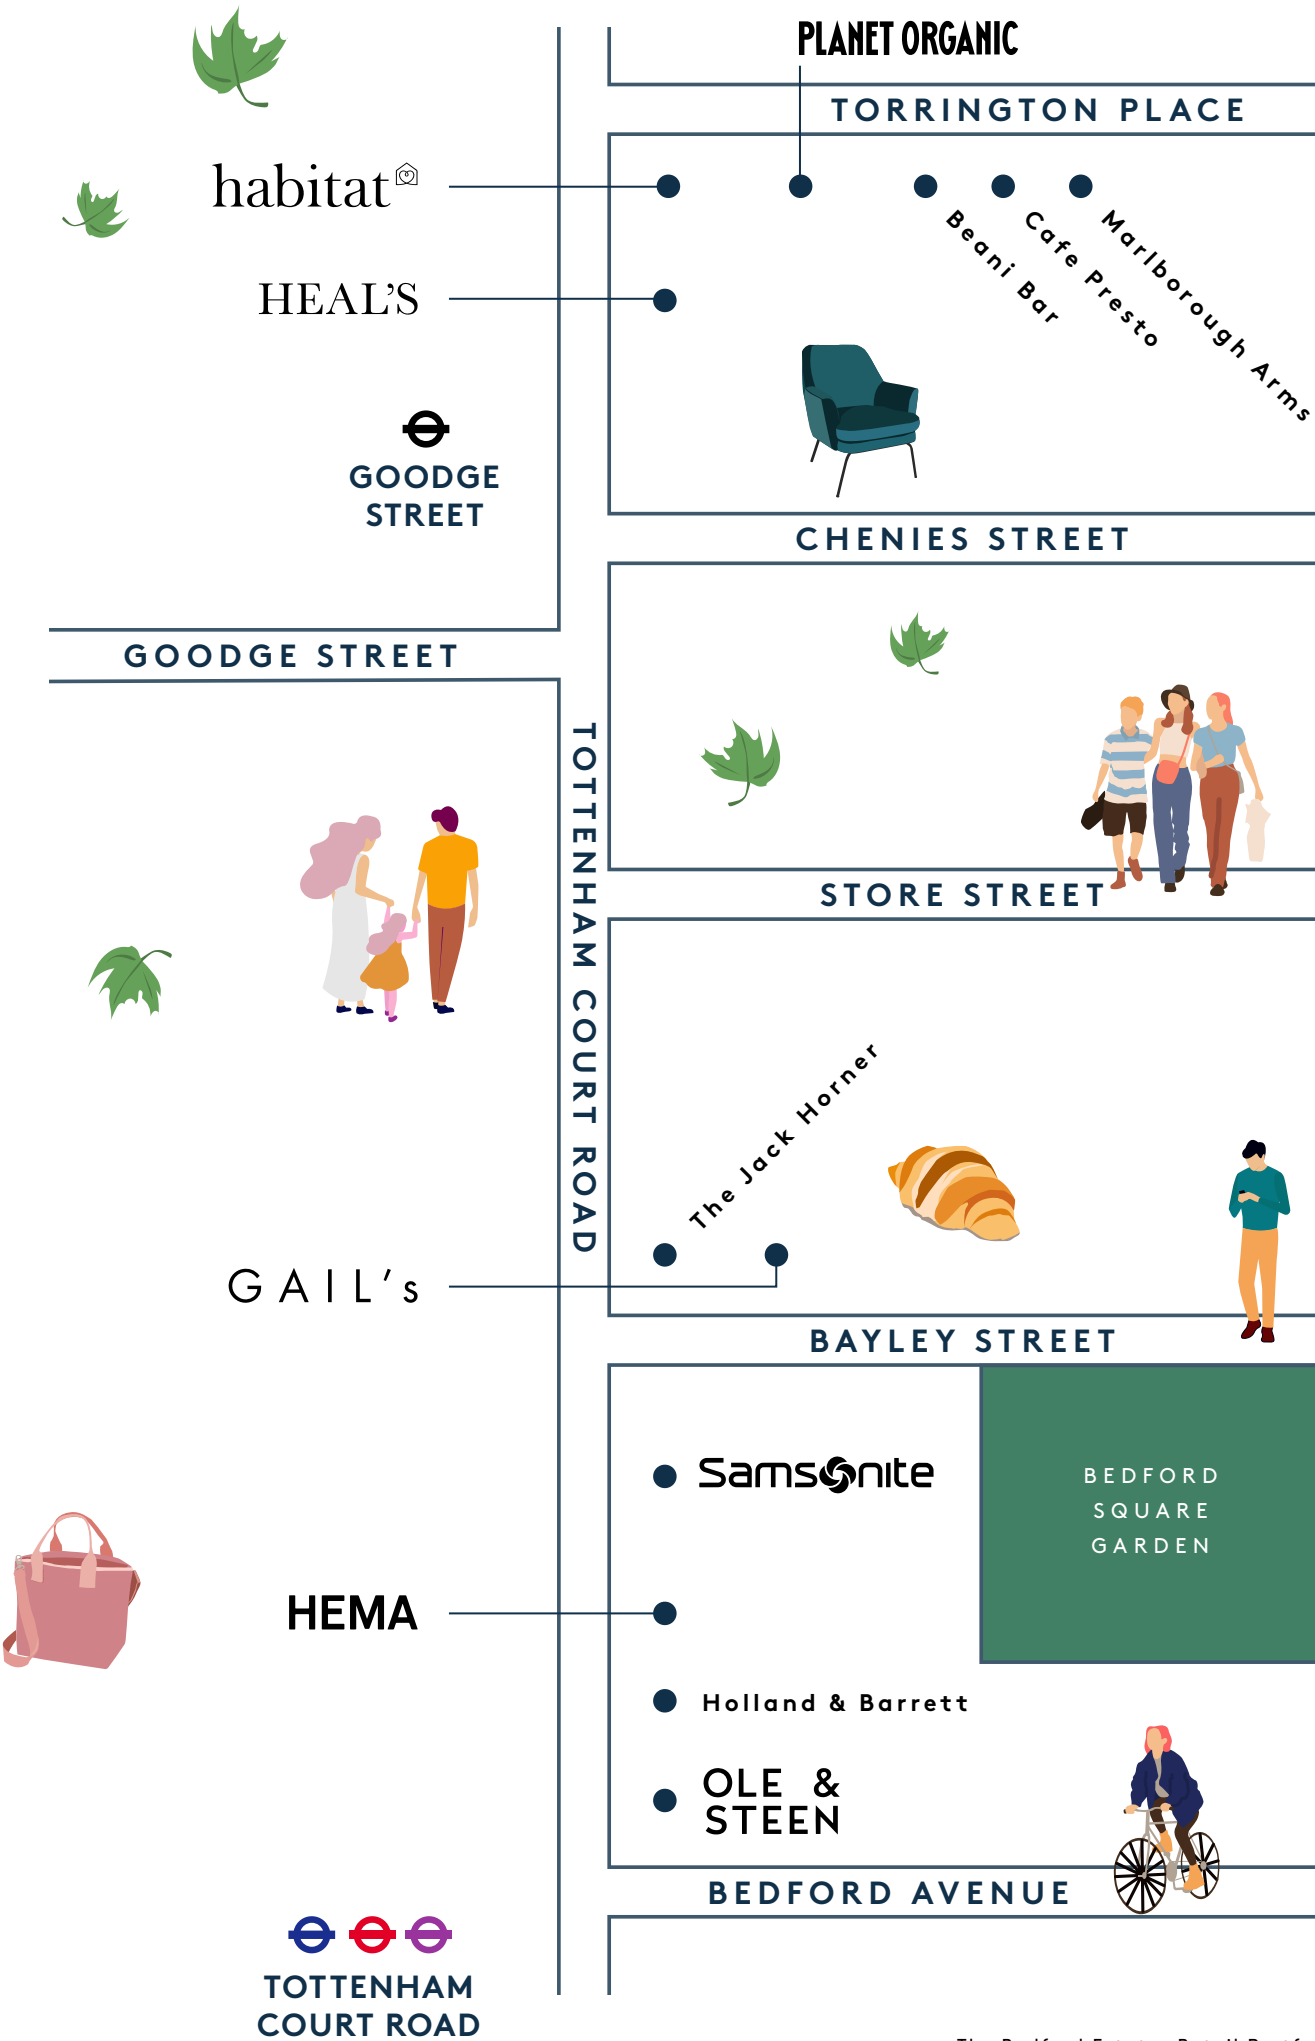 PLANET ORGANIC
TORRINGTON PLACE
habitat
Beani Bar
Cafe Presto
Marlborough Arms
HEAL'S
GOODGE
STREET
CHENIES STREET
GOODGE STREET
TOTTENHAM COURT ROAD
STORE STREET
The Jack Horner
GAIL's
BAYLEY STREET
Samsonite
BEDFORD
SQUARE
GARDEN
HEMA
Holland & Barrett
OLE &
STEEN
BEDFORD AVENUE
TOTTENHAM
COURT ROAD